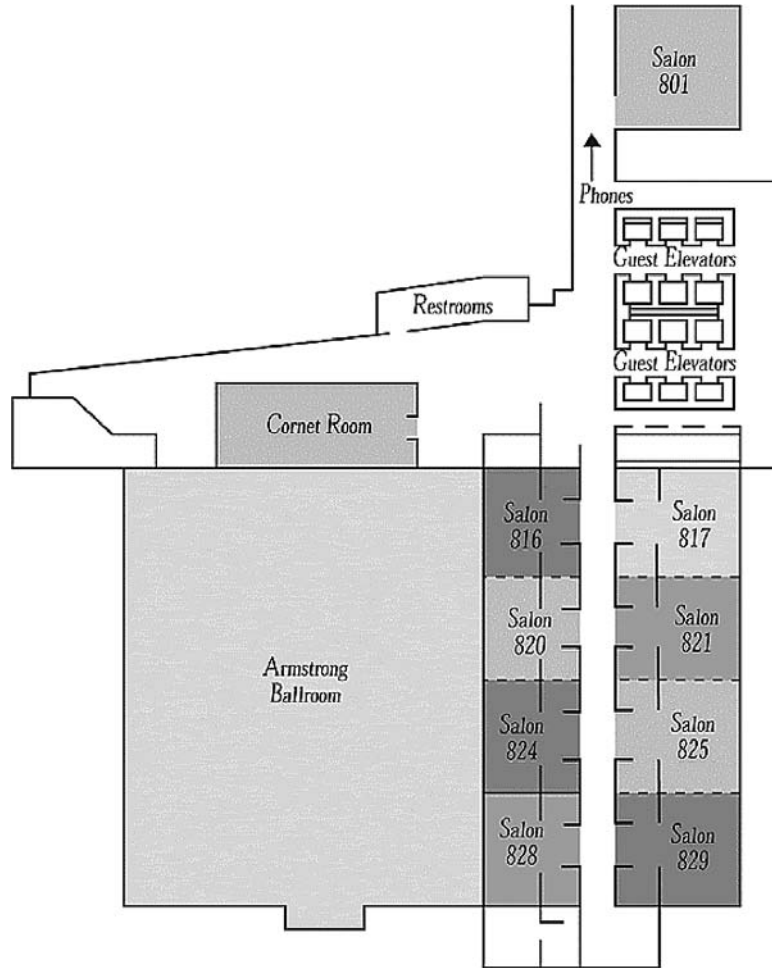 Salon
801
Phones
Guest Elevators
Restrooms
Guest Elevators
Cornet Room
Salon
816
Salon
817
Salon
820
Salon
821
Armstrong
Ballroom
Salon
824
Salon
825
Salon
828
Salon
829